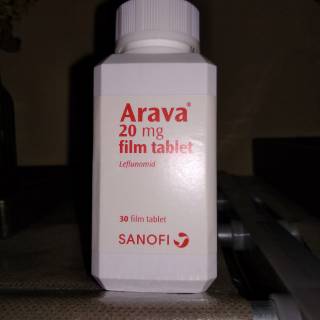 Arava®
20 mg
film tablet
Leflunomid
30 film tablet
SANOFI